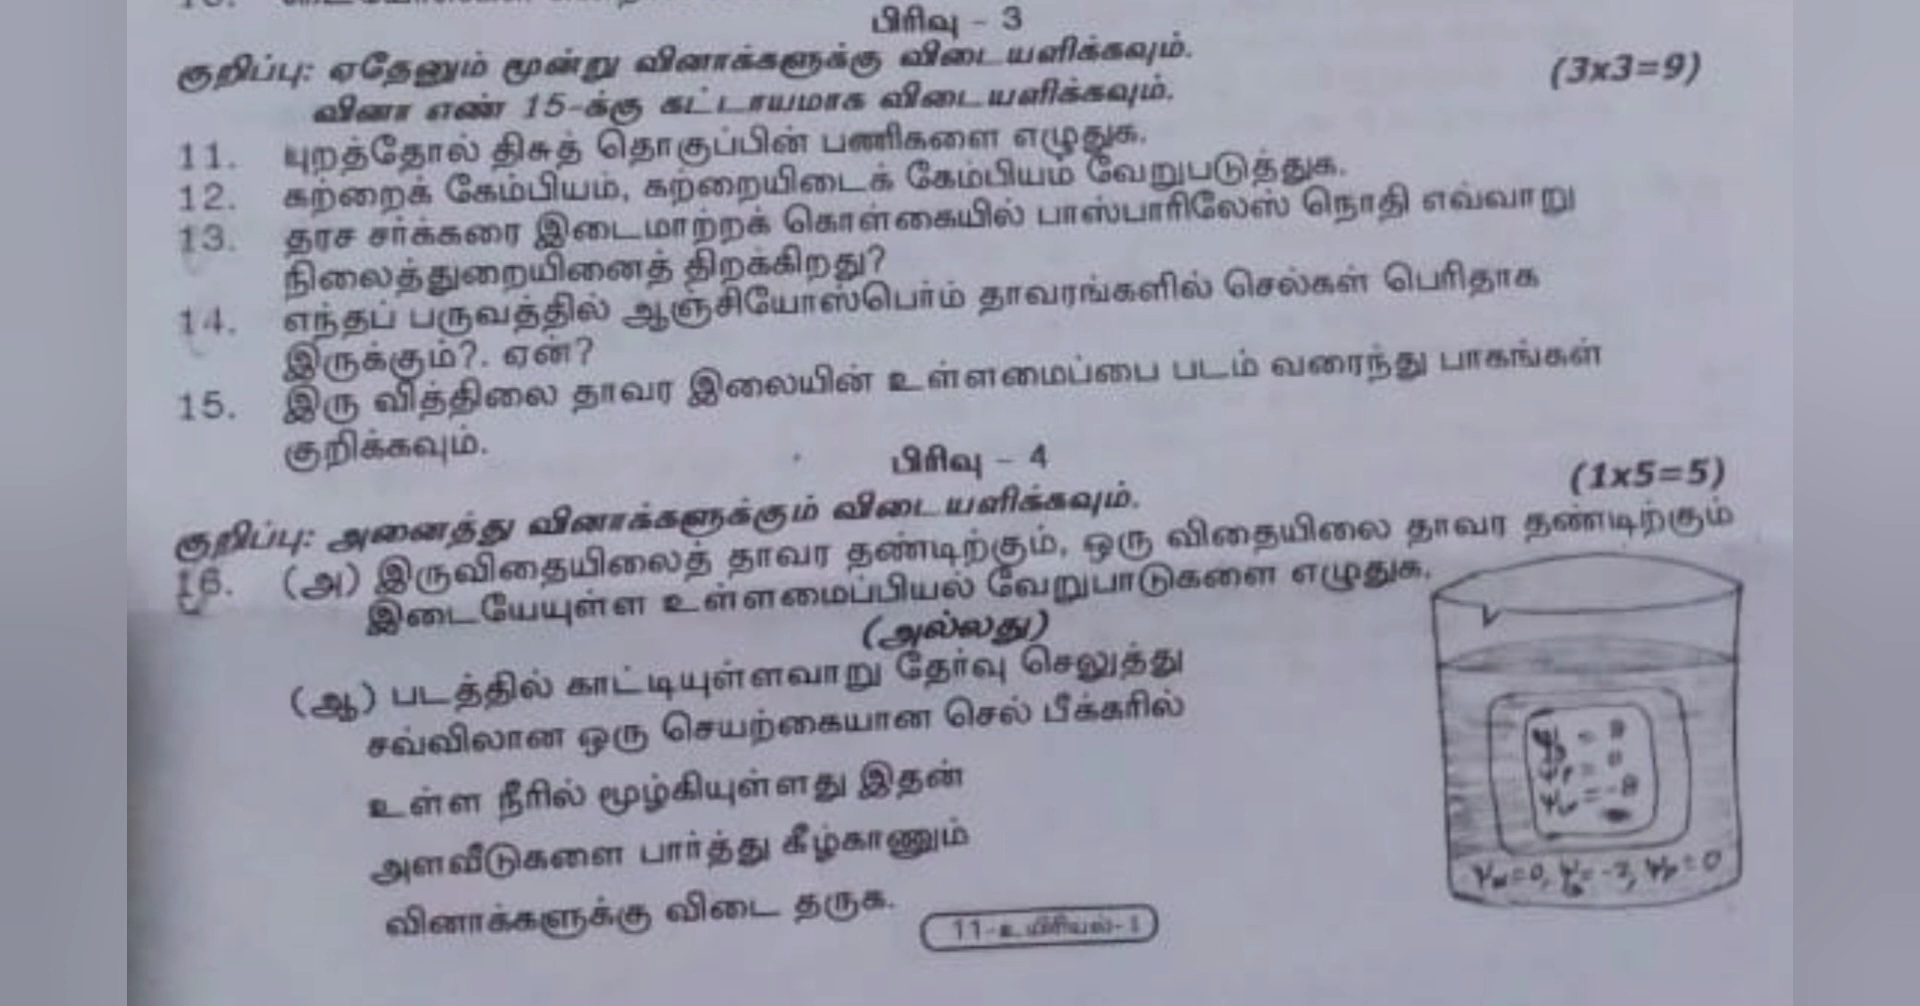 பிரிவு - 3
குறிப்பு: ஏதேனும் மூன்று வினாக்களுக்கு விடையளிக்கவும். (3x3=9)
வினா எண் 15-க்கு கட்டாயமாக விடையளிக்கவும்.
11. புறத்தோல் திசுத் தொகுப்பின் பணிகளை எழுதுக.
12. கற்றைக் கேம்பியம், கற்றையிடைக் கேம்பியம் வேறுபடுத்துக.
13. தரச சர்க்கரை இடைமாற்றக் கொள்கையில் பாஸ்பாரிலேஸ் நொதி எவ்வாறு
நிலைத்துறையினைத் திறக்கிறது?
14. எந்தப் பருவத்தில் ஆஞ்சியோஸ்பெர்ம் தாவரங்களில் செல்கள் பெரிதாக
இருக்கும்?. ஏன்?
15. இரு வித்திலை தாவர இலையின் உள்ளமைப்பை படம் வரைந்து பாகங்கள்
குறிக்கவும்.
பிரிவு - 4
குறிப்பு: அனைத்து வினாக்களுக்கும் விடையளிக்கவும். (1x5=5)
16. (அ) இருவிதையிலைத் தாவர தண்டிற்கும், ஒரு விதையிலை தாவர தண்டிற்கும்
இடையேயுள்ள உள்ளமைப்பியல் வேறுபாடுகளை எழுதுக.
(அல்லது)
(ஆ) படத்தில் காட்டியுள்ளவாறு தேர்வு செலுத்து
சவ்விலான ஒரு செயற்கையான செல் பீக்கரில்
உள்ள நீரில் மூழ்கியுள்ளது இதன்
அளவீடுகளை பார்த்து கீழ்காணும்
வினாக்களுக்கு விடை தருக.
11-உயிரியல்-1